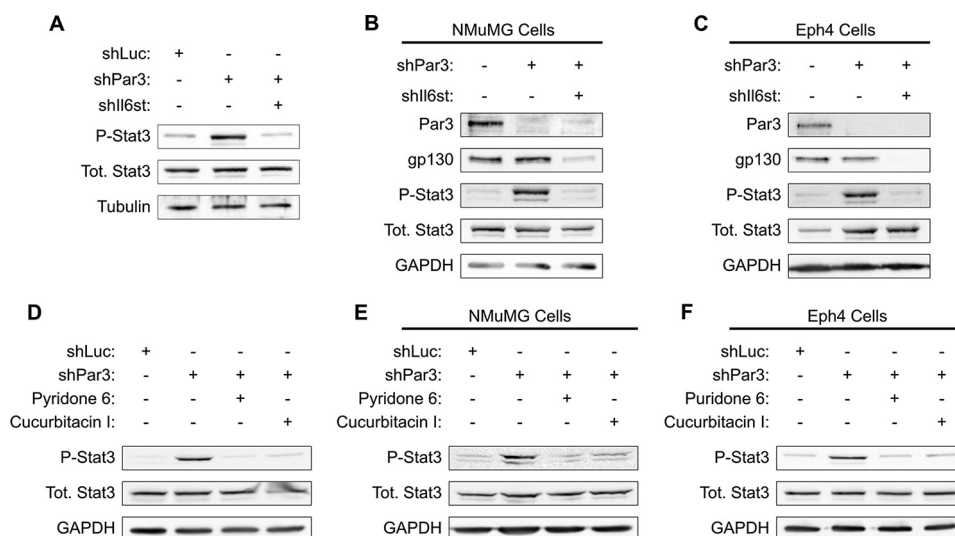 A
shLuc: + - -
shPar3: - + +
shIl6st: - - +
P-Stat3
Tot. Stat3
Tubulin
B
NMuMG Cells
shPar3: - + +
shIl6st: - - +
Par3
gp130
P-Stat3
Tot. Stat3
GAPDH
C
Eph4 Cells
shPar3: - + +
shIl6st: - - +
Par3
gp130
P-Stat3
Tot. Stat3
GAPDH
D
shLuc: + - - -
shPar3: - + + +
Pyridone 6: - - + -
Cucurbitacin I: - - - +
P-Stat3
Tot. Stat3
GAPDH
E
NMuMG Cells
shLuc: + - - -
shPar3: - + + +
Pyridone 6: - - + -
Cucurbitacin I: - - - +
P-Stat3
Tot. Stat3
GAPDH
F
Eph4 Cells
shLuc: + - - -
shPar3: - + + +
Puridone 6: - - + -
Cucurbitacin I: - - - +
P-Stat3
Tot. Stat3
GAPDH